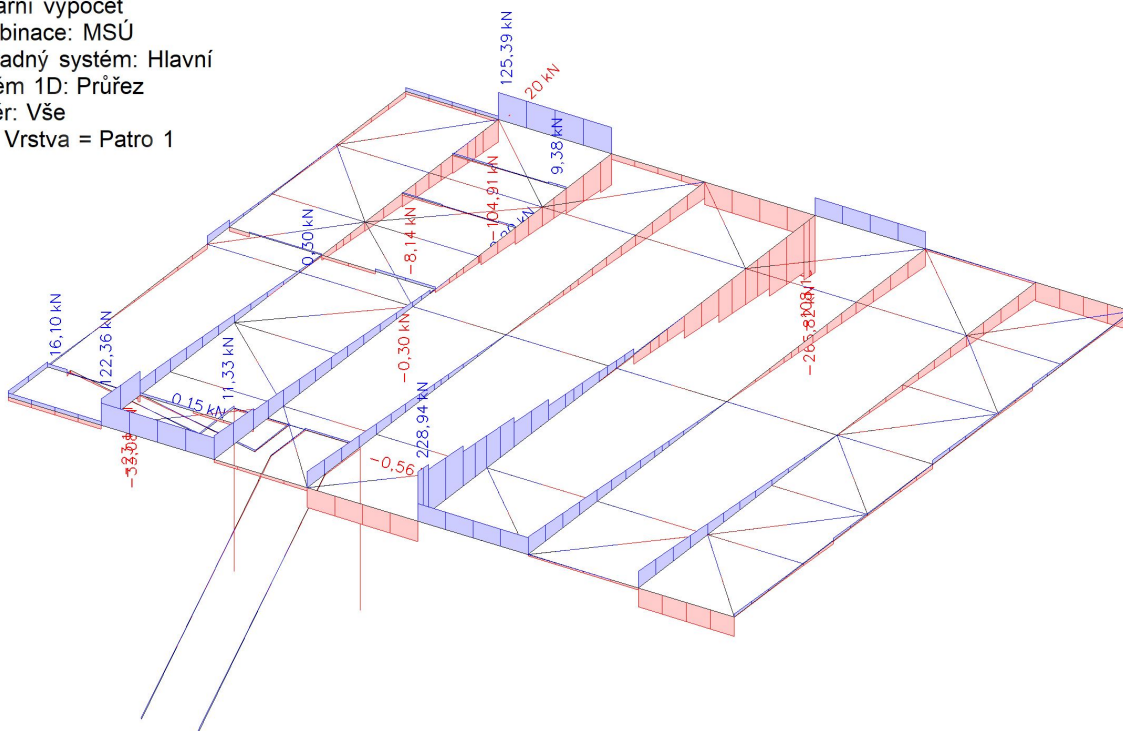 ární výpočet
binace: MSÚ
adný systém: Hlavní
ém 1D: Průřez
ěr: Vše
Vrstva = Patro 1
125,39 kN
20 kN
9,38 kN
-104,91 kN
-8,14 kN
0,30 kN
16,10 kN
122,36 kN
11,33 kN
0,15 kN
-0,30 kN
228,94 kN
-0,56